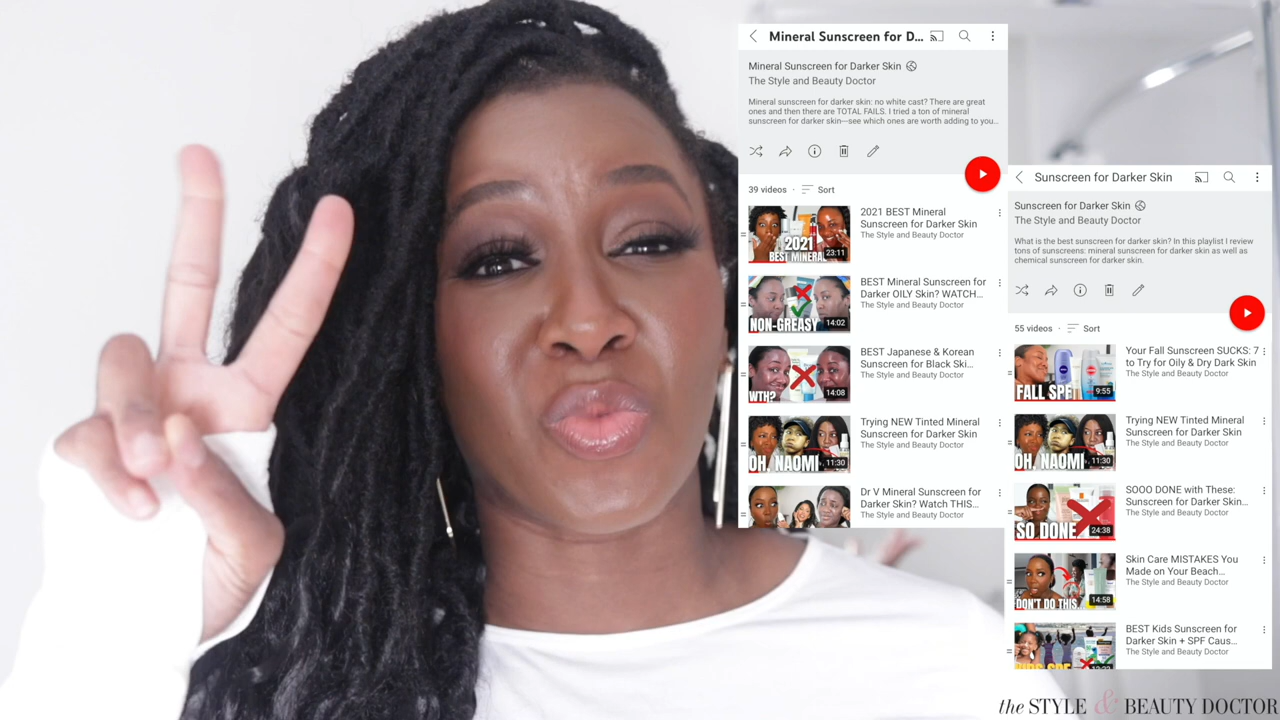 Mineral Sunscreen for D...
Mineral Sunscreen for Darker Skin
The Style and Beauty Doctor
Mineral sunscreen for darker skin: no white cast? There are great
ones and then there are TOTAL FAILS. I tried a ton of mineral
sunscreen for darker skin—see which ones are worth adding to you...
39 videos · Sort
2021
BEST MINERAL
23:11
2021 BEST Mineral
Sunscreen for Darker Skin
The Style and Beauty Doctor
NON-GREASY
14:02
BEST Mineral Sunscreen for
Darker OILY Skin? WATCH...
The Style and Beauty Doctor
WTH?
14:08
BEST Japanese & Korean
Sunscreen for Black Ski...
The Style and Beauty Doctor
OH, NAOMI
11:30
Trying NEW Tinted Mineral
Sunscreen for Darker Skin
The Style and Beauty Doctor
Dr V Mineral Sunscreen for
Darker Skin? Watch THIS...
The Style and Beauty Doctor
Sunscreen for Darker Skin
Sunscreen for Darker Skin
The Style and Beauty Doctor
What is the best sunscreen for darker skin? In this playlist I review
tons of sunscreens: mineral sunscreen for darker skin as well as
chemical sunscreen for darker skin.
55 videos · Sort
FALL SPF
9:55
Your Fall Sunscreen SUCKS: 7
to Try for Oily & Dry Dark Skin
The Style and Beauty Doctor
OH, NAOMI
11:30
Trying NEW Tinted Mineral
Sunscreen for Darker Skin
The Style and Beauty Doctor
SO DONE
24:38
SOOO DONE with These:
Sunscreen for Darker Skin...
The Style and Beauty Doctor
DON'T DO THIS
14:58
Skin Care MISTAKES You
Made on Your Beach...
The Style and Beauty Doctor
BEST Kids Sunscreen for
Darker Skin + SPF Caus...
The Style and Beauty Doctor
the STYLE & BEAUTY DOCTOR